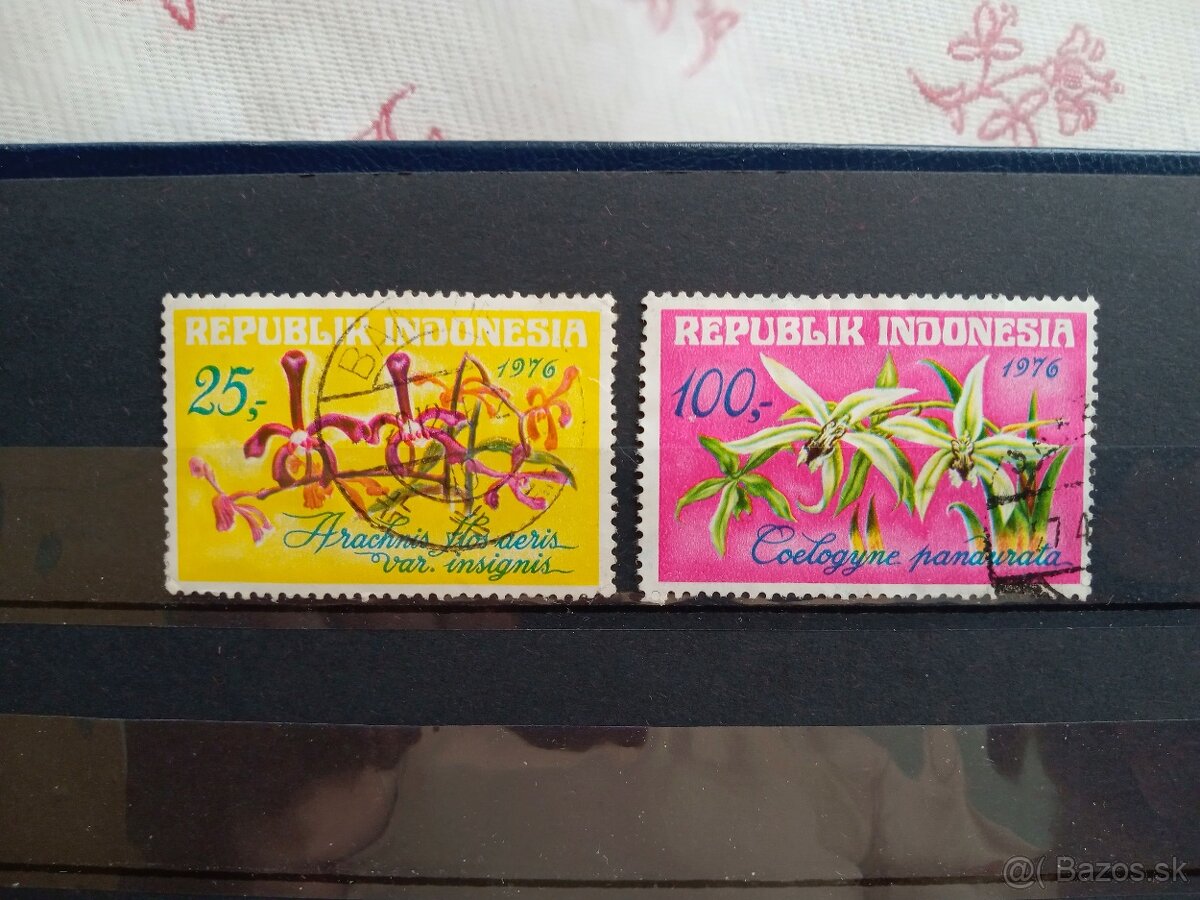 REPUBLIK INDONESIA
25,-
1976
Arachnis flos-aeris
var. insignis
REPUBLIK INDONESIA
100,-
1976
Coelogyne pandurata
Bazos.sk